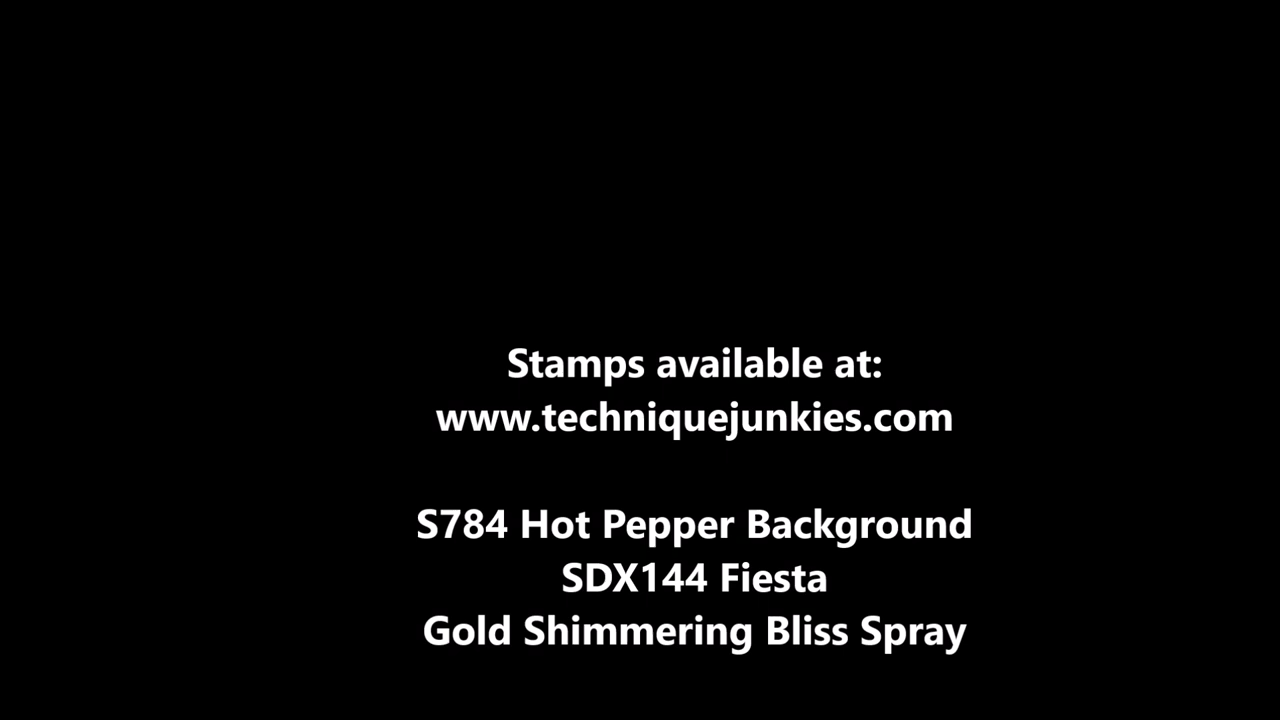 Stamps available at:
www.techniquejunkies.com
S784 Hot Pepper Background
SDX144 Fiesta
Gold Shimmering Bliss Spray